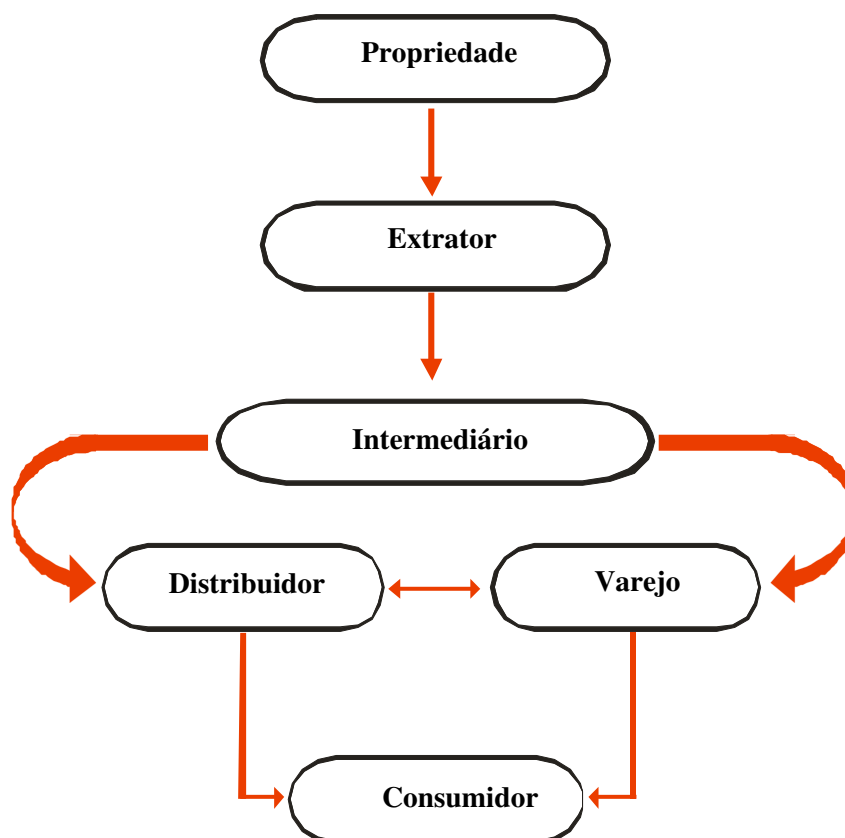 Propriedade
Extrator
Intermediário
Distribuidor
Varejo
Consumidor